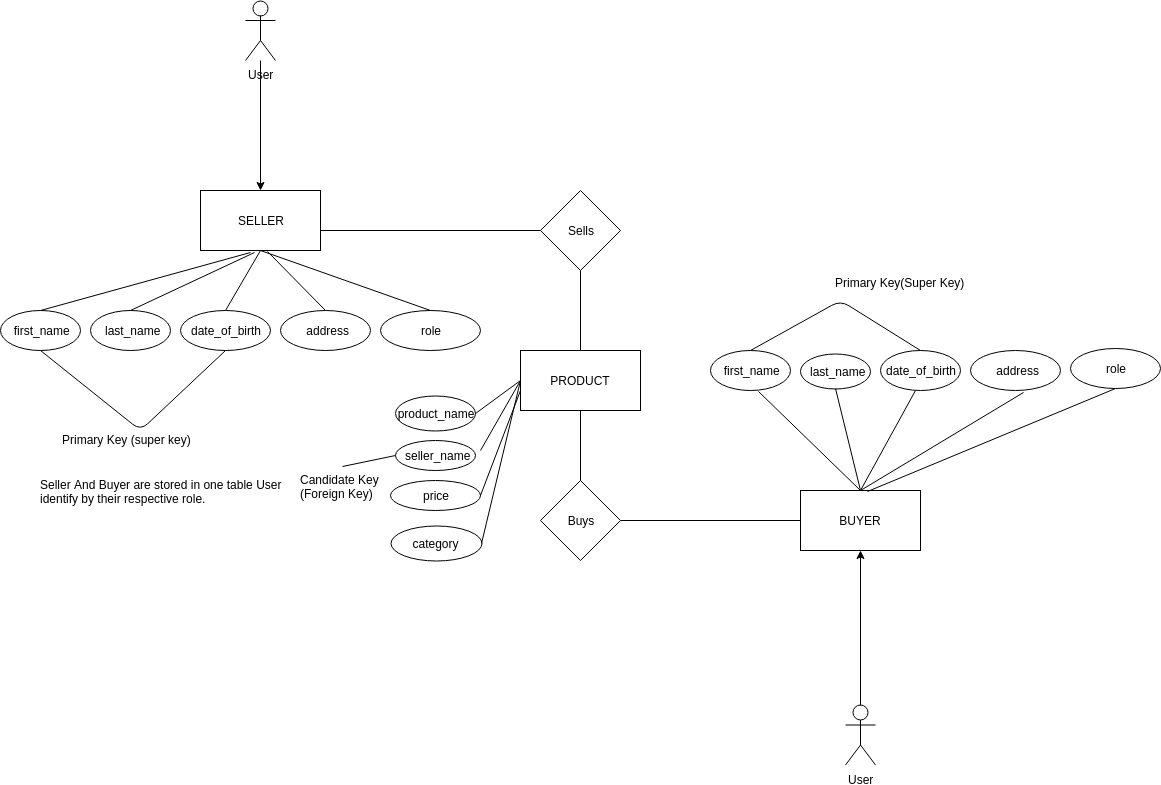 User
SELLER
Sells
first_name
last_name
date_of_birth
address
role
Primary Key (super key)
Seller And Buyer are stored in one table User
identify by their respective role.
PRODUCT
product_name
seller_name
price
category
Candidate Key
(Foreign Key)
Buys
Primary Key(Super Key)
first_name
last_name
date_of_birth
address
role
BUYER
User